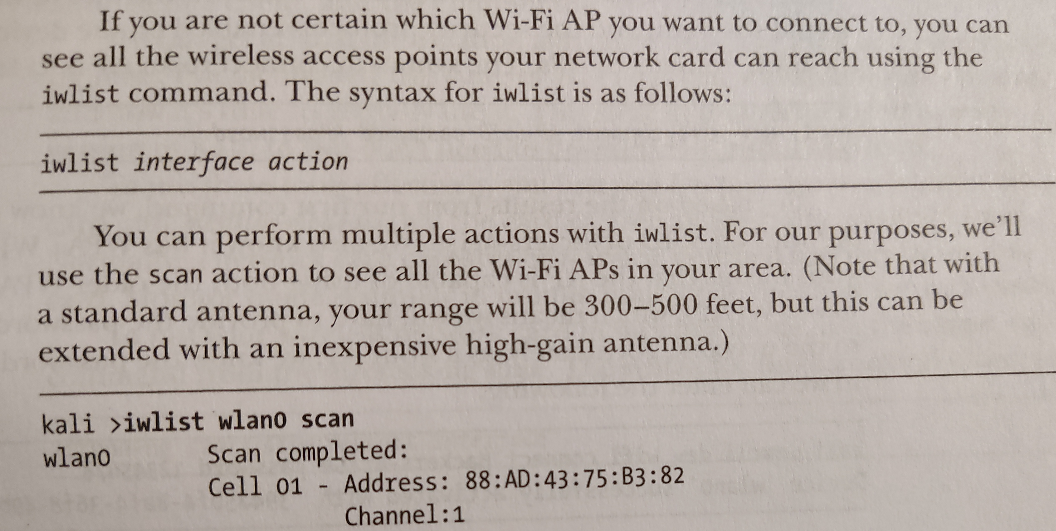 If you are not certain which Wi-Fi AP you want to connect to, you can
see all the wireless access points your network card can reach using the
iwlist command. The syntax for iwlist is as follows:
iwlist interface action
You can perform multiple actions with iwlist. For our purposes, we'll
use the scan action to see all the Wi-Fi APs in your area. (Note that with
a standard antenna, your range will be 300–500 feet, but this can be
extended with an inexpensive high-gain antenna.)
kali >iwlist wlan0 scan
wlan0 Scan completed:
Cell 01 - Address: 88:AD:43:75:B3:82
Channel:1